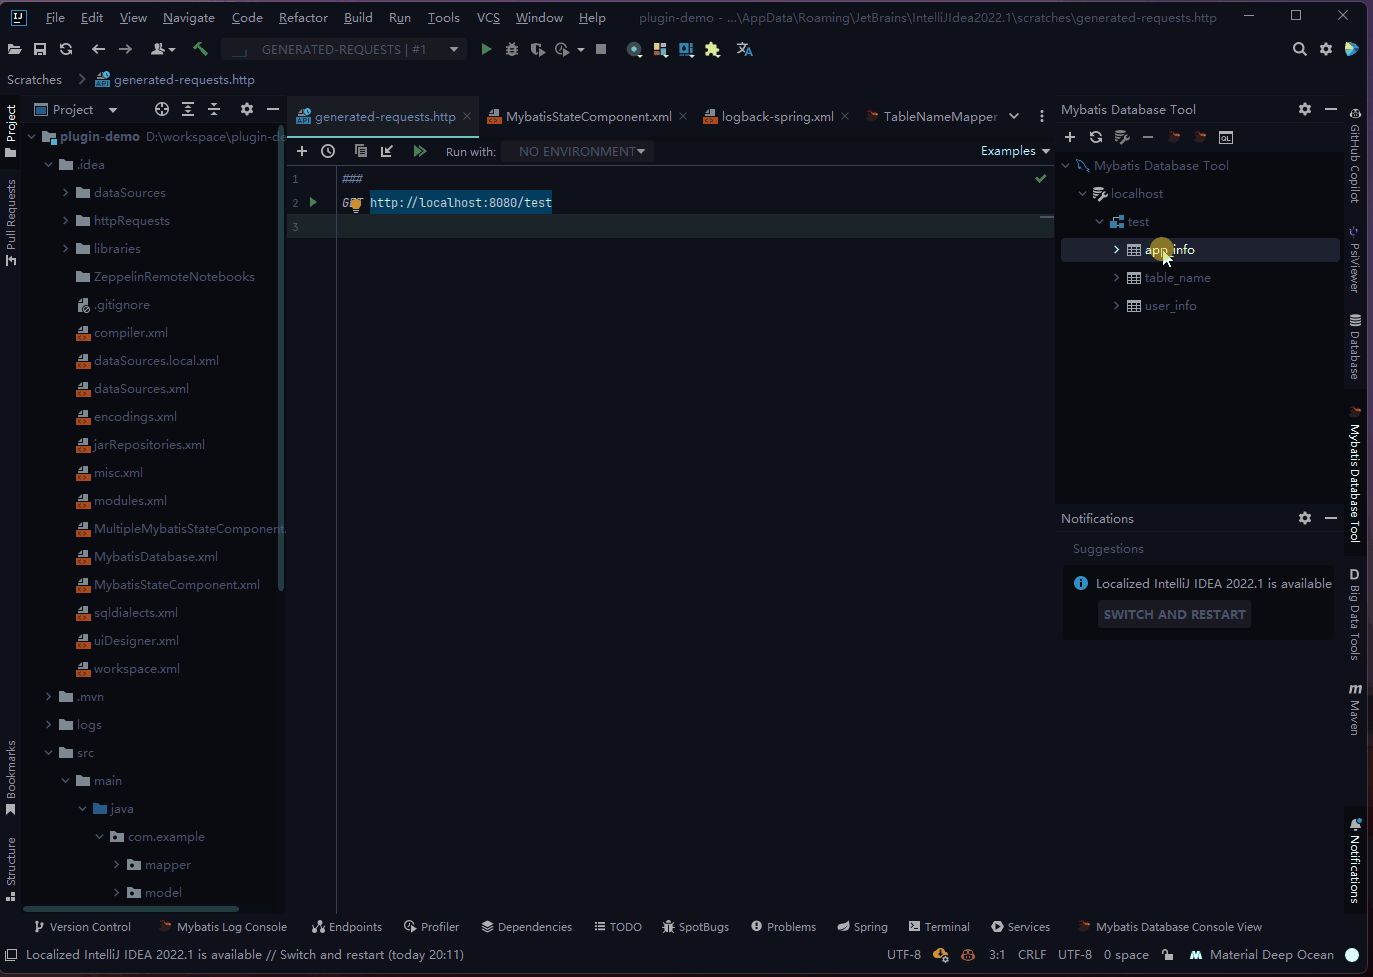 File Edit View Navigate Code Refactor Build Run Tools VCS Window Help plugin-demo - ...\AppData\Roaming\JetBrains\IntelliJIdea2022.1\scratches\generated-requests.http
GENERATED-REQUESTS | #1
Scratches generated-requests.http
Project
generated-requests.http MybatisStateComponent.xml logback-spring.xml TableNameMapper
Run with: NO ENVIRONMENT Examples
1 ###
2 http://localhost:8080/test
3
plugin-demo D:\workspace\plugin-de
.idea
dataSources
httpRequests
libraries
ZeppelinRemoteNotebooks
.gitignore
compiler.xml
dataSources.local.xml
dataSources.xml
encodings.xml
jarRepositories.xml
misc.xml
modules.xml
MultipleMybatisStateComponent.
MybatisDatabase.xml
MybatisStateComponent.xml
sqldialects.xml
uiDesigner.xml
workspace.xml
.mvn
logs
src
main
java
com.example
mapper
model
Mybatis Database Tool
QL
Mybatis Database Tool
localhost
test
app_info
table_name
user_info
Notifications
Suggestions
Localized IntelliJ IDEA 2022.1 is available
SWITCH AND RESTART
Project
Pull Requests
Bookmarks
Structure
GitHub Copilot
PsiViewer
Database
Mybatis Database Tool
D Big Data Tools
m Maven
Notifications
Version Control Mybatis Log Console Endpoints Profiler Dependencies TODO SpotBugs Problems Spring Terminal Services Mybatis Database Console View
Localized IntelliJ IDEA 2022.1 is available // Switch and restart (today 20:11) UTF-8 3:1 CRLF UTF-8 0 space Material Deep Ocean